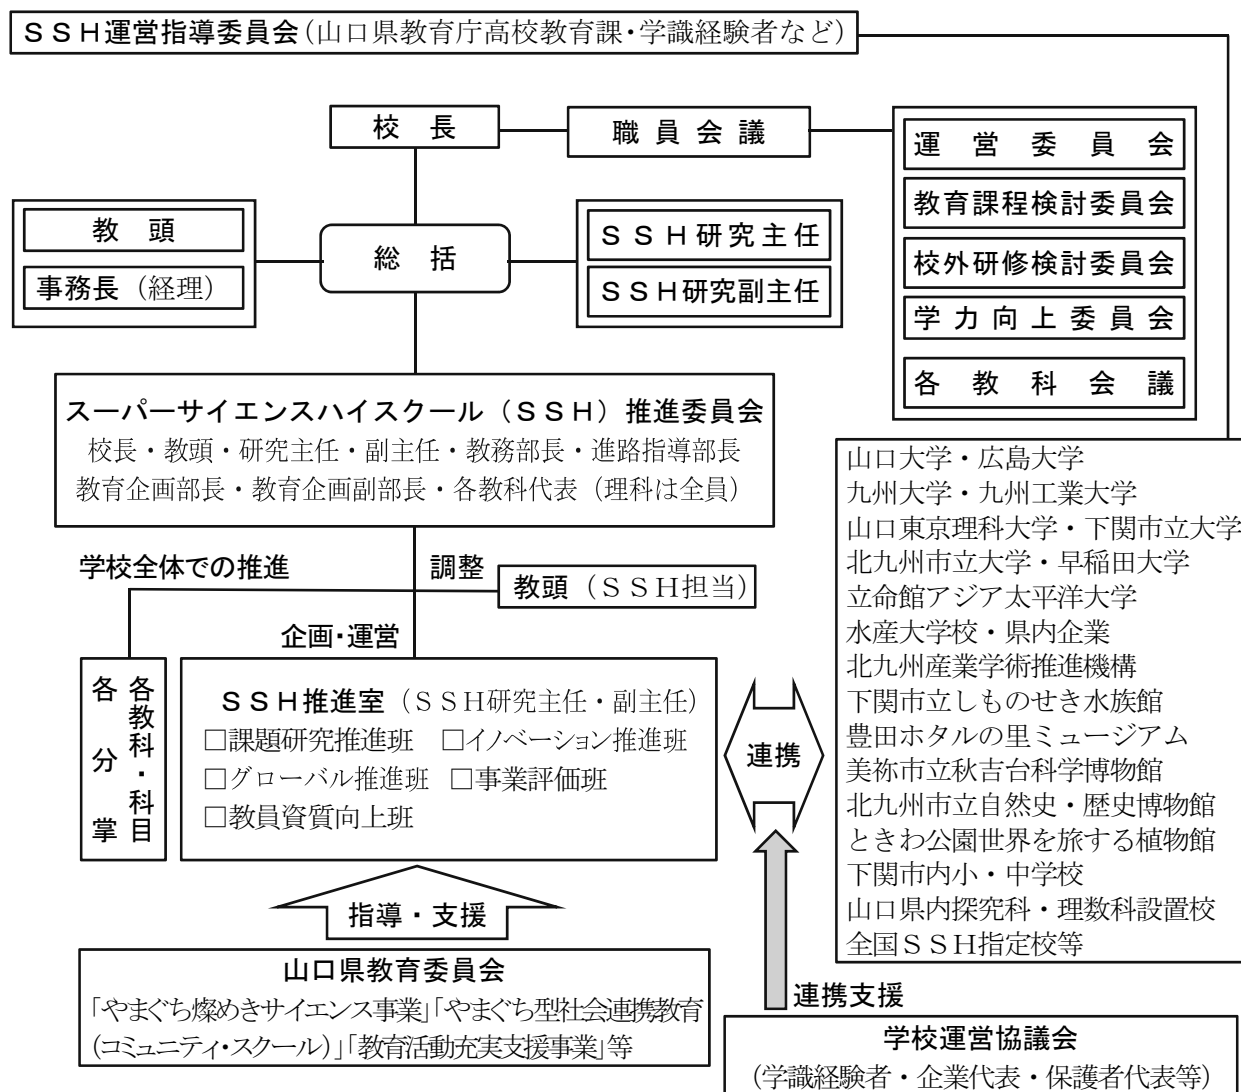 ＳＳＨ運営指導委員会（山口県教育庁高校教育課・学識経験者など）
校長
職員会議
運営委員会
教育課程検討委員会
校外研修検討委員会
学力向上委員会
各教科会議
教頭
事務長（経理）
総括
ＳＳＨ研究主任
ＳＳＨ研究副主任
スーパーサイエンスハイスクール（ＳＳＨ）推進委員会
校長・教頭・研究主任・副主任・教務部長・進路指導部長
教育企画部長・教育企画副部長・各教科代表（理科は全員）
学校全体での推進
調整
教頭（ＳＳＨ担当）
企画・運営
各教科・科目
各分掌
ＳＳＨ推進室（ＳＳＨ研究主任・副主任）
□課題研究推進班　□イノベーション推進班
□グローバル推進班　□事業評価班
□教員資質向上班
連携
山口大学・広島大学
九州大学・九州工業大学
山口東京理科大学・下関市立大学
北九州市立大学・早稲田大学
立命館アジア太平洋大学
水産大学校・県内企業
北九州産業学術推進機構
下関市立しものせき水族館
豊田ホタルの里ミュージアム
美祢市立秋吉台科学博物館
北九州市立自然史・歴史博物館
ときわ公園世界を旅する植物館
下関市内小・中学校
山口県内探究科・理数科設置校
全国ＳＳＨ指定校等
指導・支援
山口県教育委員会
「やまぐち燦めきサイエンス事業」「やまぐち型社会連携教育
（コミュニティ・スクール）」「教育活動充実支援事業」等
連携支援
学校運営協議会
（学識経験者・企業代表・保護者代表等）